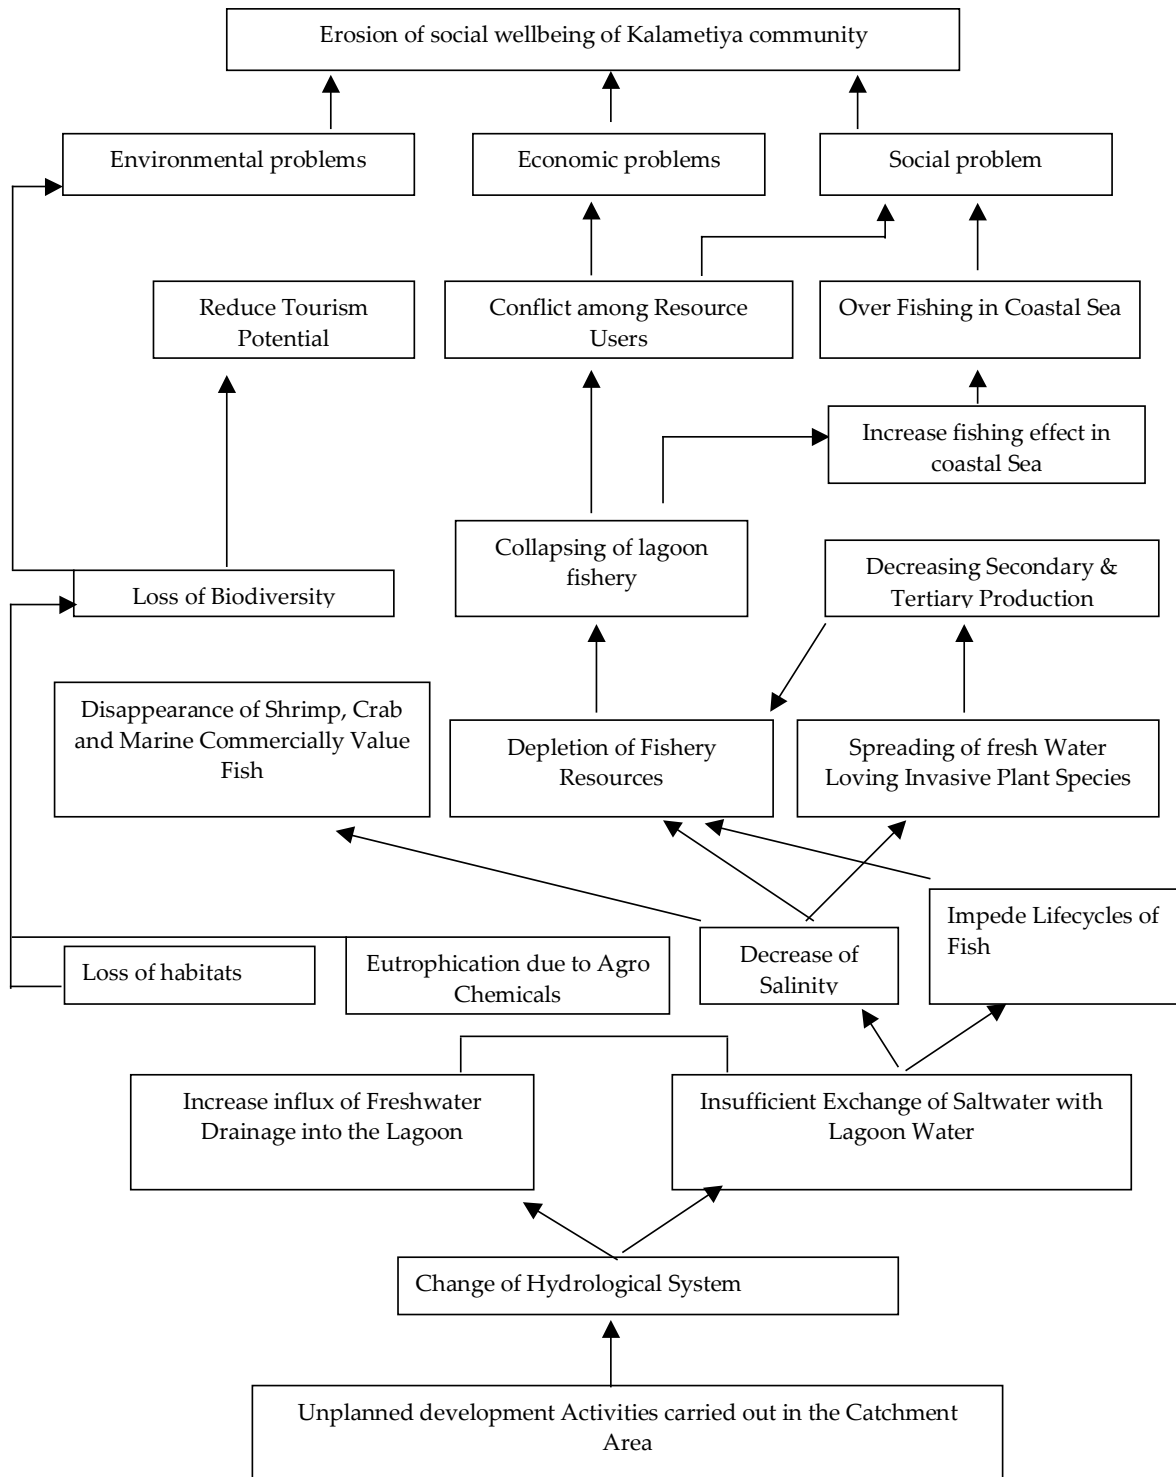 Erosion of social wellbeing of Kalametiya community
Environmental problems
Economic problems
Social problem
Reduce Tourism
Potential
Conflict among Resource
Users
Over Fishing in Coastal Sea
Increase fishing effect in
coastal Sea
Collapsing of lagoon
fishery
Decreasing Secondary &
Tertiary Production
Loss of Biodiversity
Disappearance of Shrimp, Crab
and Marine Commercially Value
Fish
Depletion of Fishery
Resources
Spreading of fresh Water
Loving Invasive Plant Species
Impede Lifecycles of
Fish
Loss of habitats
Eutrophication due to Agro
Chemicals
Decrease of
Salinity
Increase influx of Freshwater
Drainage into the Lagoon
Insufficient Exchange of Saltwater with
Lagoon Water
Change of Hydrological System
Unplanned development Activities carried out in the Catchment
Area